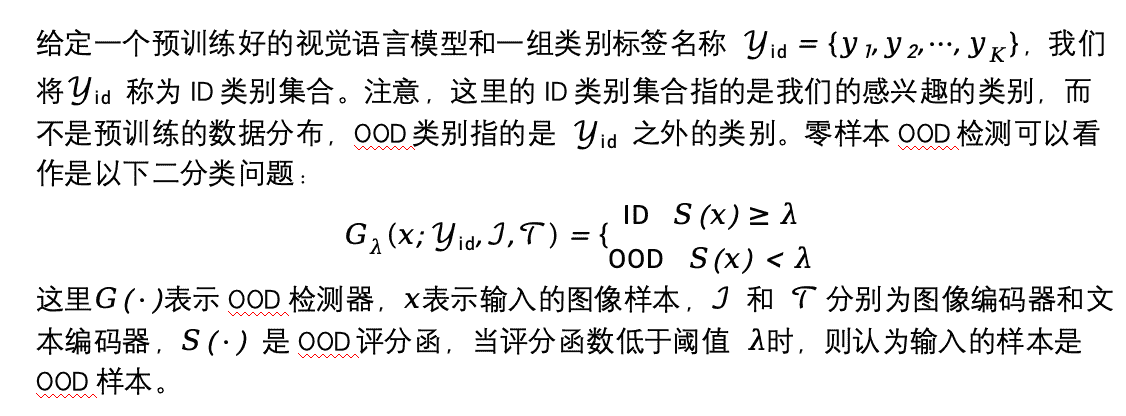 给定一个预训练好的视觉语言模型和一组类别标签名称 𝒴id = {y1, y2, ⋯, yK}，我们
将𝒴id 称为 ID 类别集合。注意，这里的 ID 类别集合指的是我们的感兴趣的类别，而
不是预训练的数据分布，OOD 类别指的是 𝒴id 之外的类别。零样本 OOD 检测可以看
作是以下二分类问题：
Gλ(x; 𝒴id, ℐ, 𝒯) = { ID S(x) ≥ λ
OOD S(x) < λ
这里G(·)表示 OOD 检测器，x表示输入的图像样本，ℐ 和 𝒯 分别为图像编码器和文
本编码器，S(·) 是 OOD 评分函，当评分函数低于阈值 λ时，则认为输入的样本是
OOD 样本。